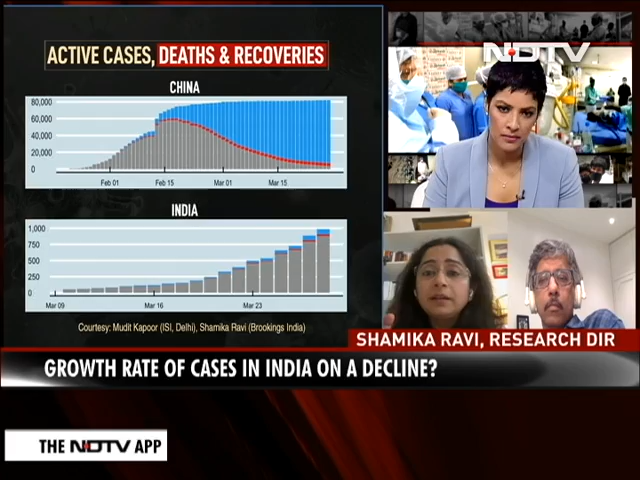 ACTIVE CASES, DEATHS & RECOVERIES
NDTV
CHINA
80,000
60,000
40,000
20,000
0
Feb 01 Feb 15 Mar 01 Mar 15
INDIA
1,000
750
500
250
0
Mar 09 Mar 16 Mar 23
Courtesy: Mudit Kapoor (ISI, Delhi), Shamika Ravi (Brookings India)
SHAMIKA RAVI, RESEARCH DIR
GROWTH RATE OF CASES IN INDIA ON A DECLINE?
THE NDTV APP